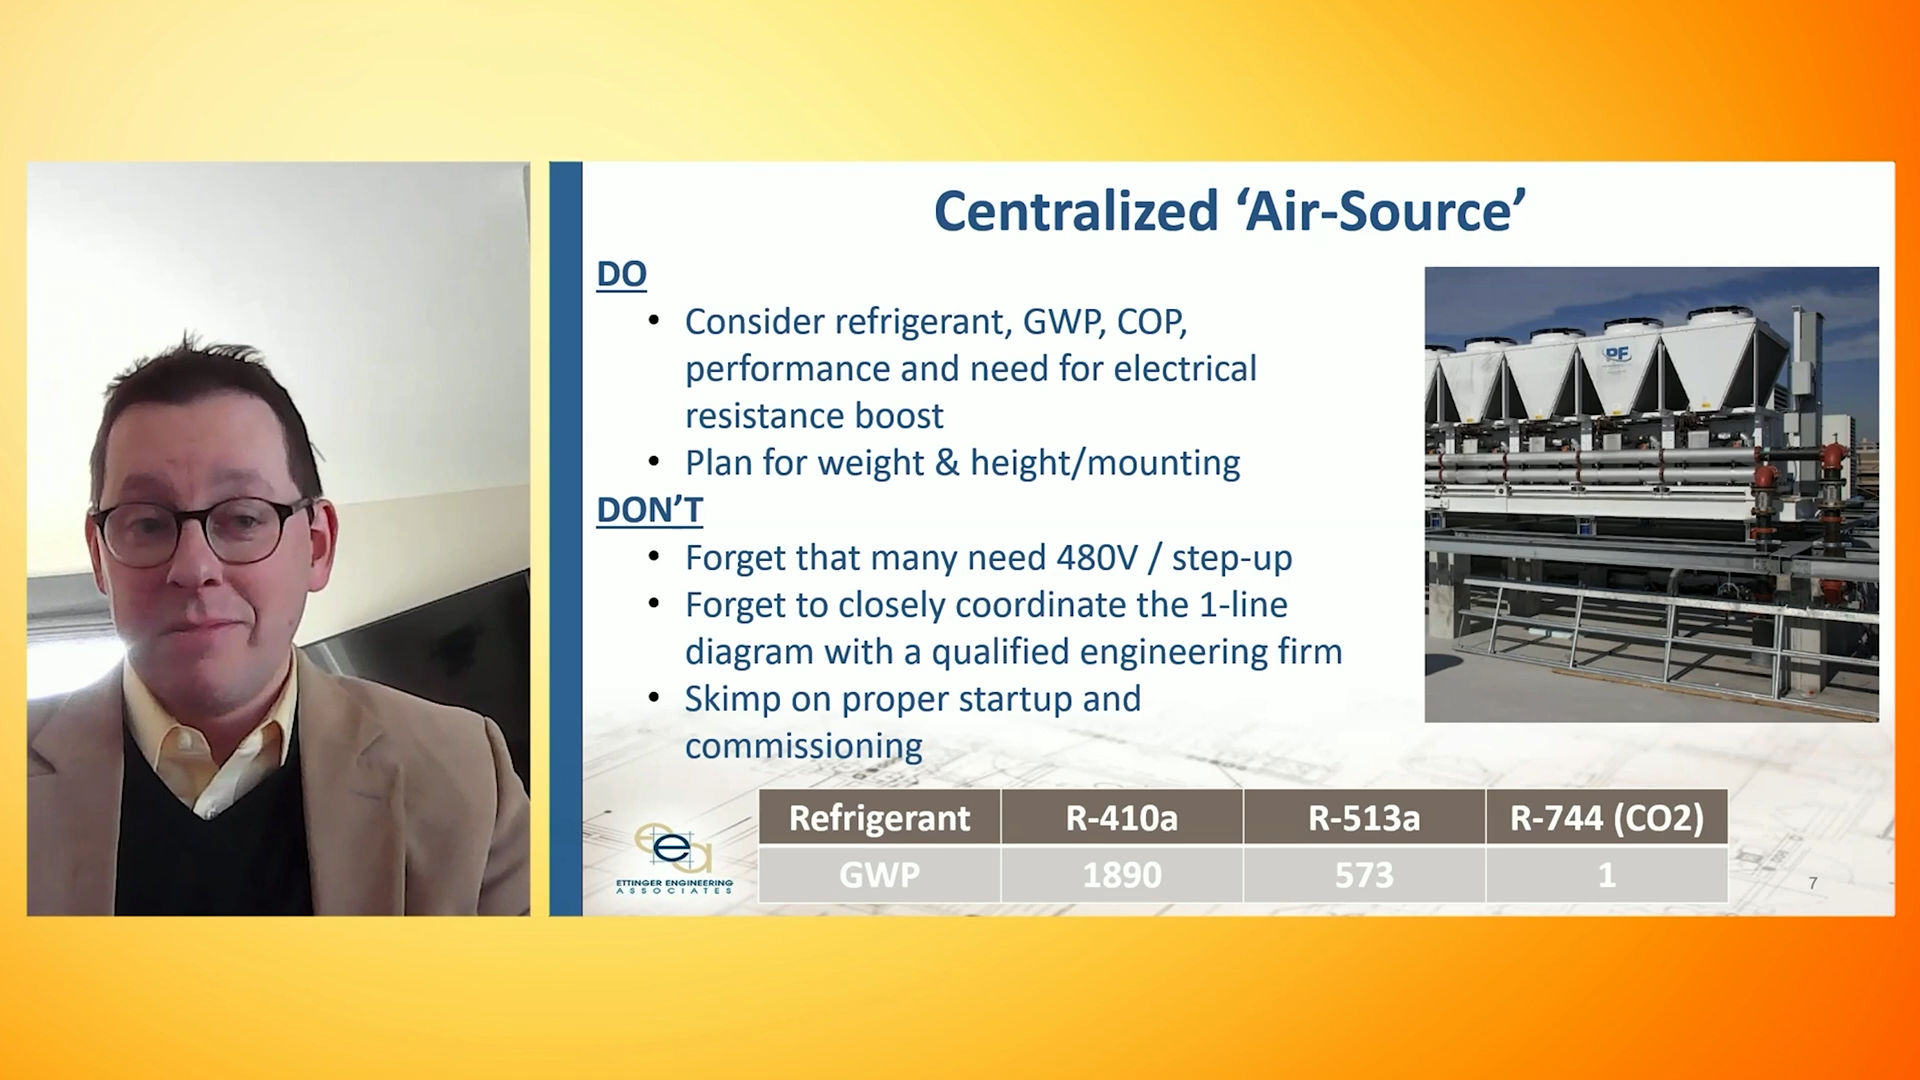 Centralized ‘Air-Source’
DO
• Consider refrigerant, GWP, COP,
performance and need for electrical
resistance boost
• Plan for weight & height/mounting
DON’T
• Forget that many need 480V / step-up
• Forget to closely coordinate the 1-line
diagram with a qualified engineering firm
• Skimp on proper startup and
commissioning
PF
Refrigerant R-410a R-513a R-744 (CO2)
GWP 1890 573 1
eea
ETTINGER ENGINEERING
ASSOCIATES
7